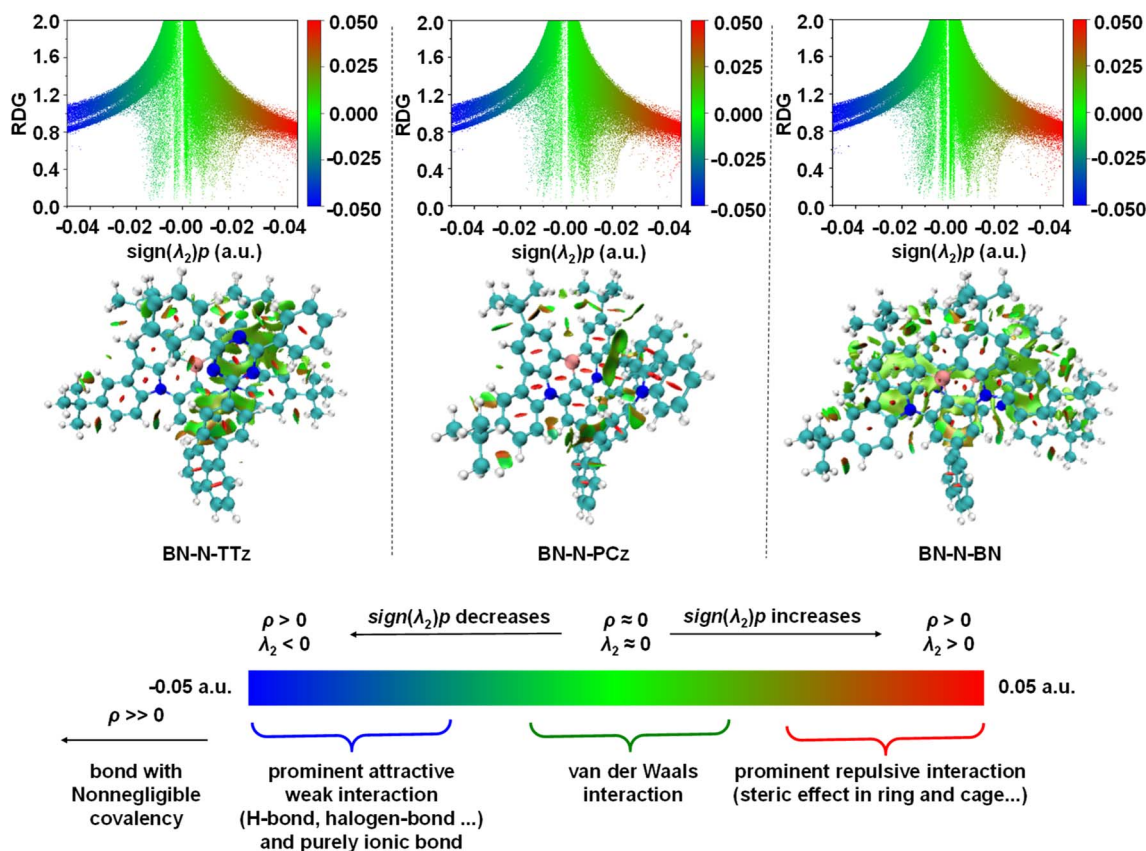 2.0
1.6
1.2
0.8
0.4
0.0
RDG
-0.04 -0.02 -0.00 -0.02 -0.04
sign(λ₂)p (a.u.)
0.050
0.025
0.000
-0.025
-0.050
2.0
1.6
1.2
0.8
0.4
0.0
RDG
-0.04 -0.02 -0.00 -0.02 -0.04
sign(λ₂)p (a.u.)
0.050
0.025
0.000
-0.025
-0.050
2.0
1.6
1.2
0.8
0.4
0.0
RDG
-0.04 -0.02 -0.00 -0.02 -0.04
sign(λ₂)p (a.u.)
0.050
0.025
0.000
-0.025
-0.050
BN-N-TTz
BN-N-PCz
BN-N-BN
ρ > 0
λ₂ < 0
sign(λ₂)p decreases
ρ ≈ 0
λ₂ ≈ 0
sign(λ₂)p increases
ρ > 0
λ₂ > 0
-0.05 a.u.
0.05 a.u.
ρ >> 0
bond with
Nonnegligible
covalency
prominent attractive
weak interaction
(H-bond, halogen-bond ...)
and purely ionic bond
van der Waals
interaction
prominent repulsive interaction
(steric effect in ring and cage...)